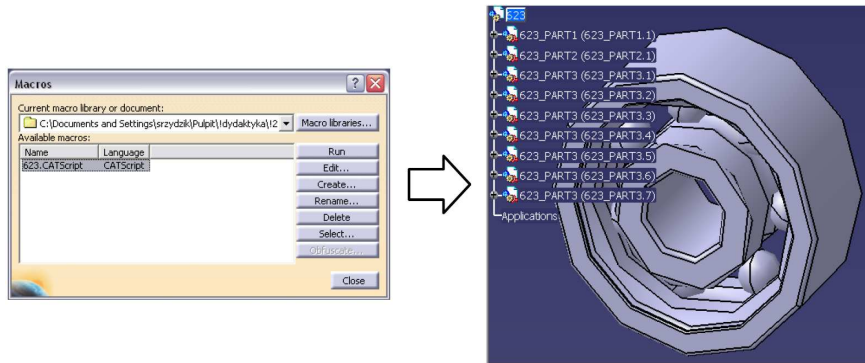 Macros
Current macro library or document:
C:\Documents and Settings\srzydzik\Pulpit\!dydaktyka\!2
Macro libraries...
Available macros:
Name Language
623.CATScript CATScript
Run
Edit...
Create...
Rename...
Delete
Select...
Obfuscate...
Close
623
623_PART1 (623_PART1.1)
623_PART2 (623_PART2.1)
623_PART3 (623_PART3.1)
623_PART3 (623_PART3.2)
623_PART3 (623_PART3.3)
623_PART3 (623_PART3.4)
623_PART3 (623_PART3.5)
623_PART3 (623_PART3.6)
623_PART3 (623_PART3.7)
Applications